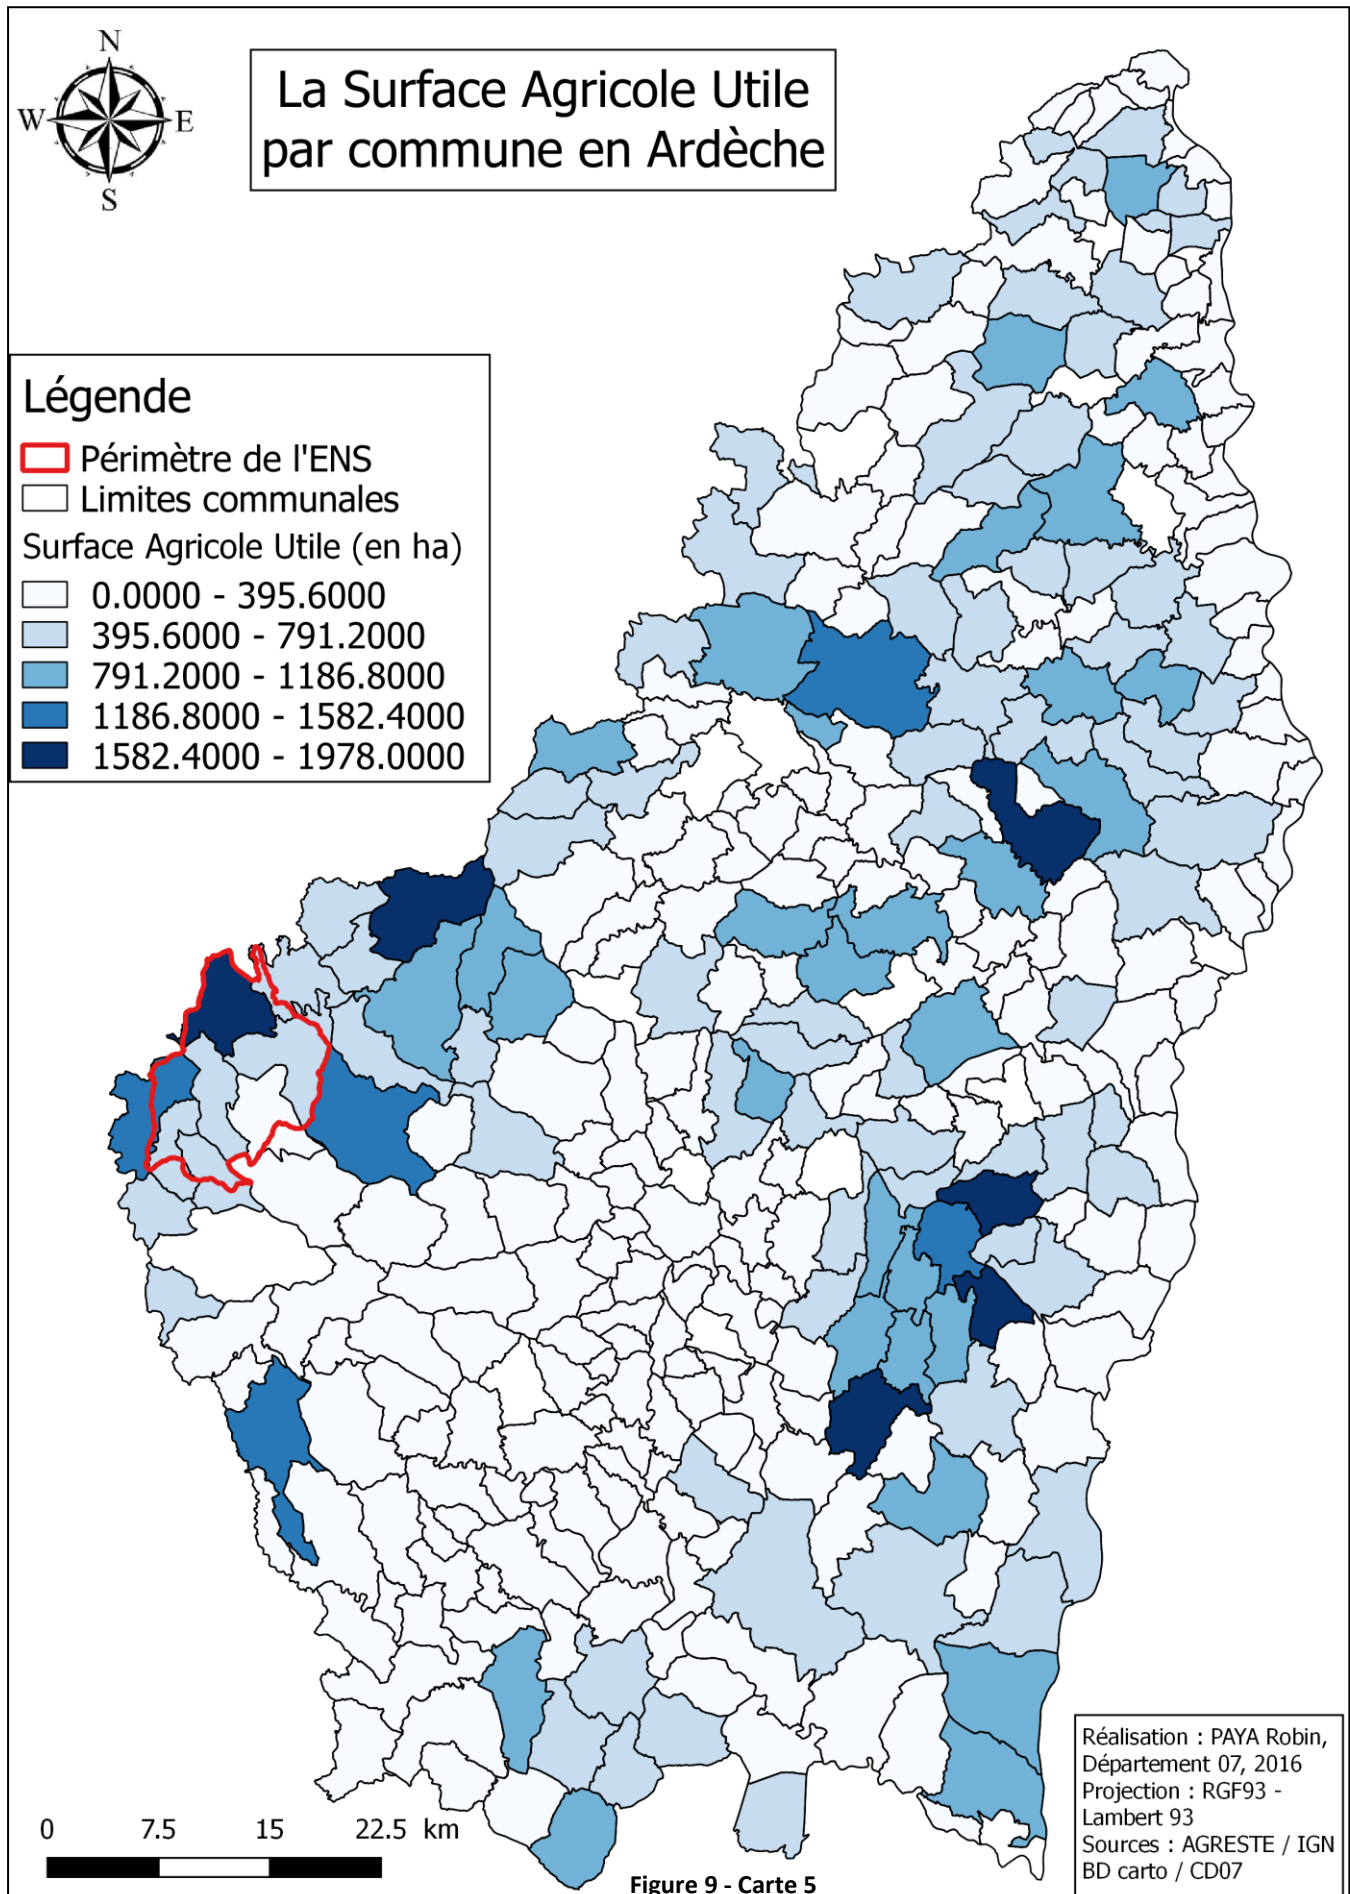 N
W
E
S
La Surface Agricole Utile
par commune en Ardèche
Légende
Périmètre de l'ENS
Limites communales
Surface Agricole Utile (en ha)
0.0000 - 395.6000
395.6000 - 791.2000
791.2000 - 1186.8000
1186.8000 - 1582.4000
1582.4000 - 1978.0000
0 7.5 15 22.5 km
Réalisation : PAYA Robin,
Département 07, 2016
Projection : RGF93 -
Lambert 93
Sources : AGRESTE / IGN
BD carto / CD07
Figure 9 - Carte 5